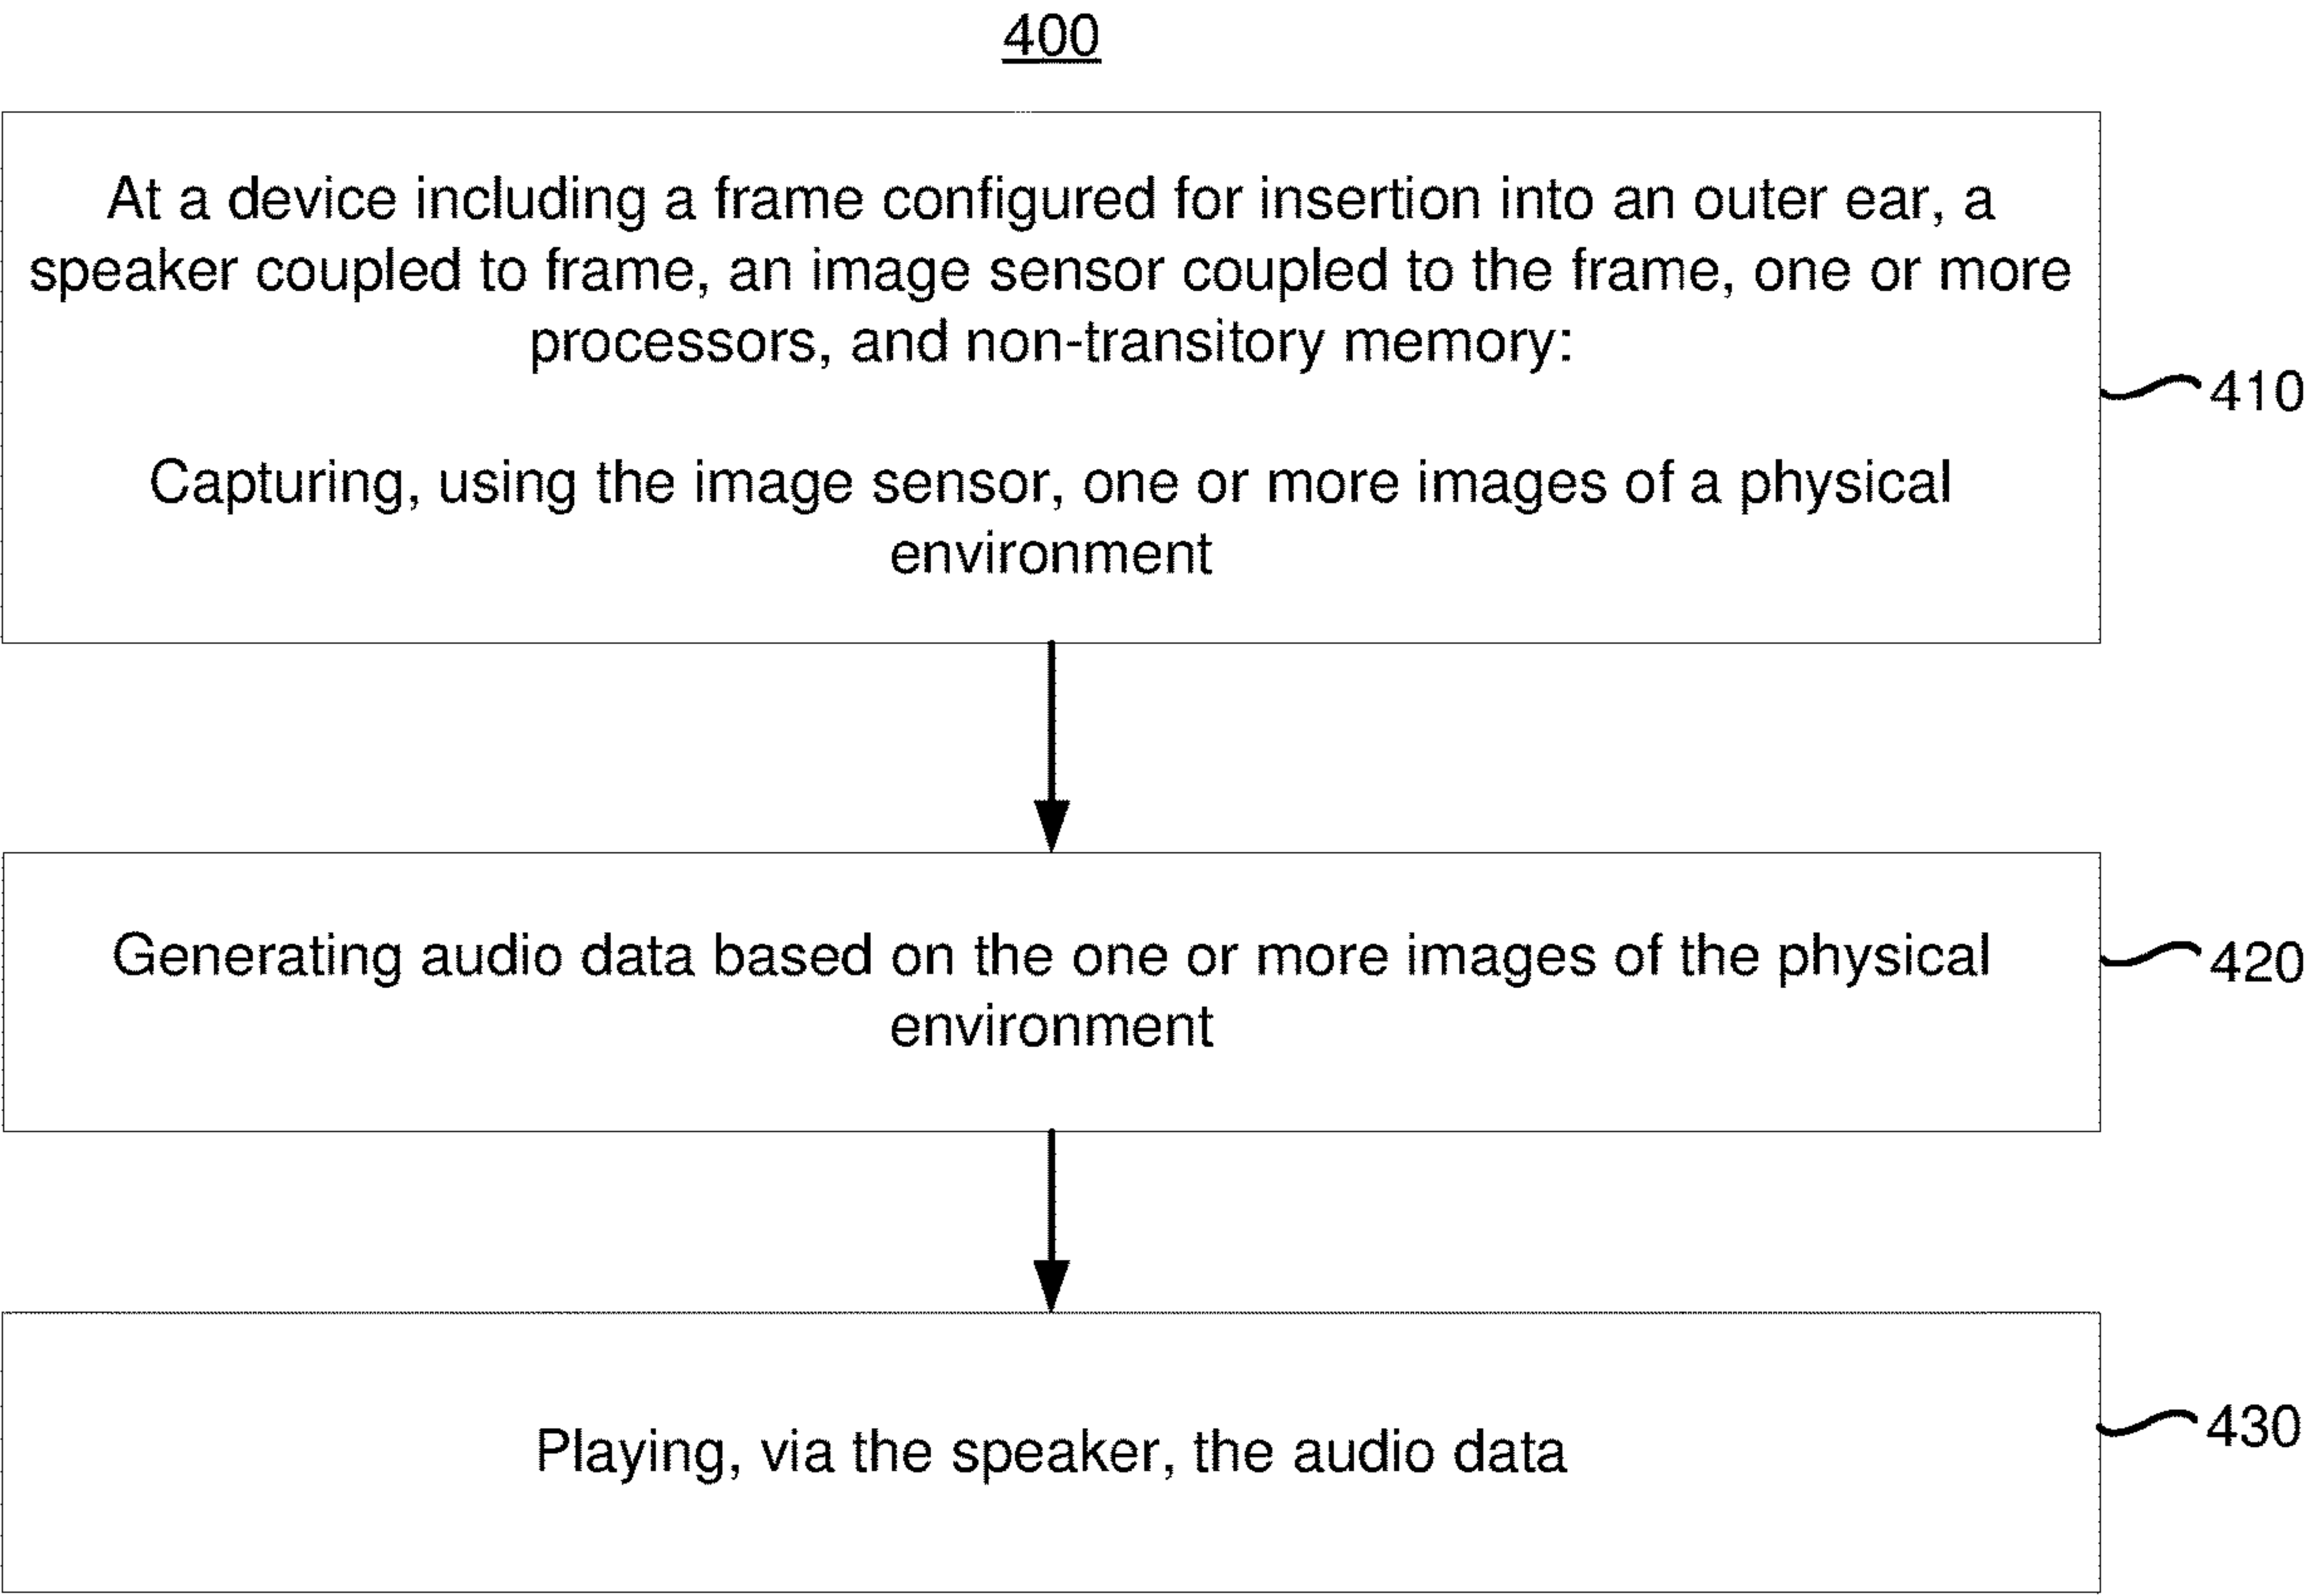 400
At a device including a frame configured for insertion into an outer ear, a
speaker coupled to frame, an image sensor coupled to the frame, one or more
processors, and non-transitory memory:
410
Capturing, using the image sensor, one or more images of a physical
environment
Generating audio data based on the one or more images of the physical
420
environment
430
Playing, via the speaker, the audio data